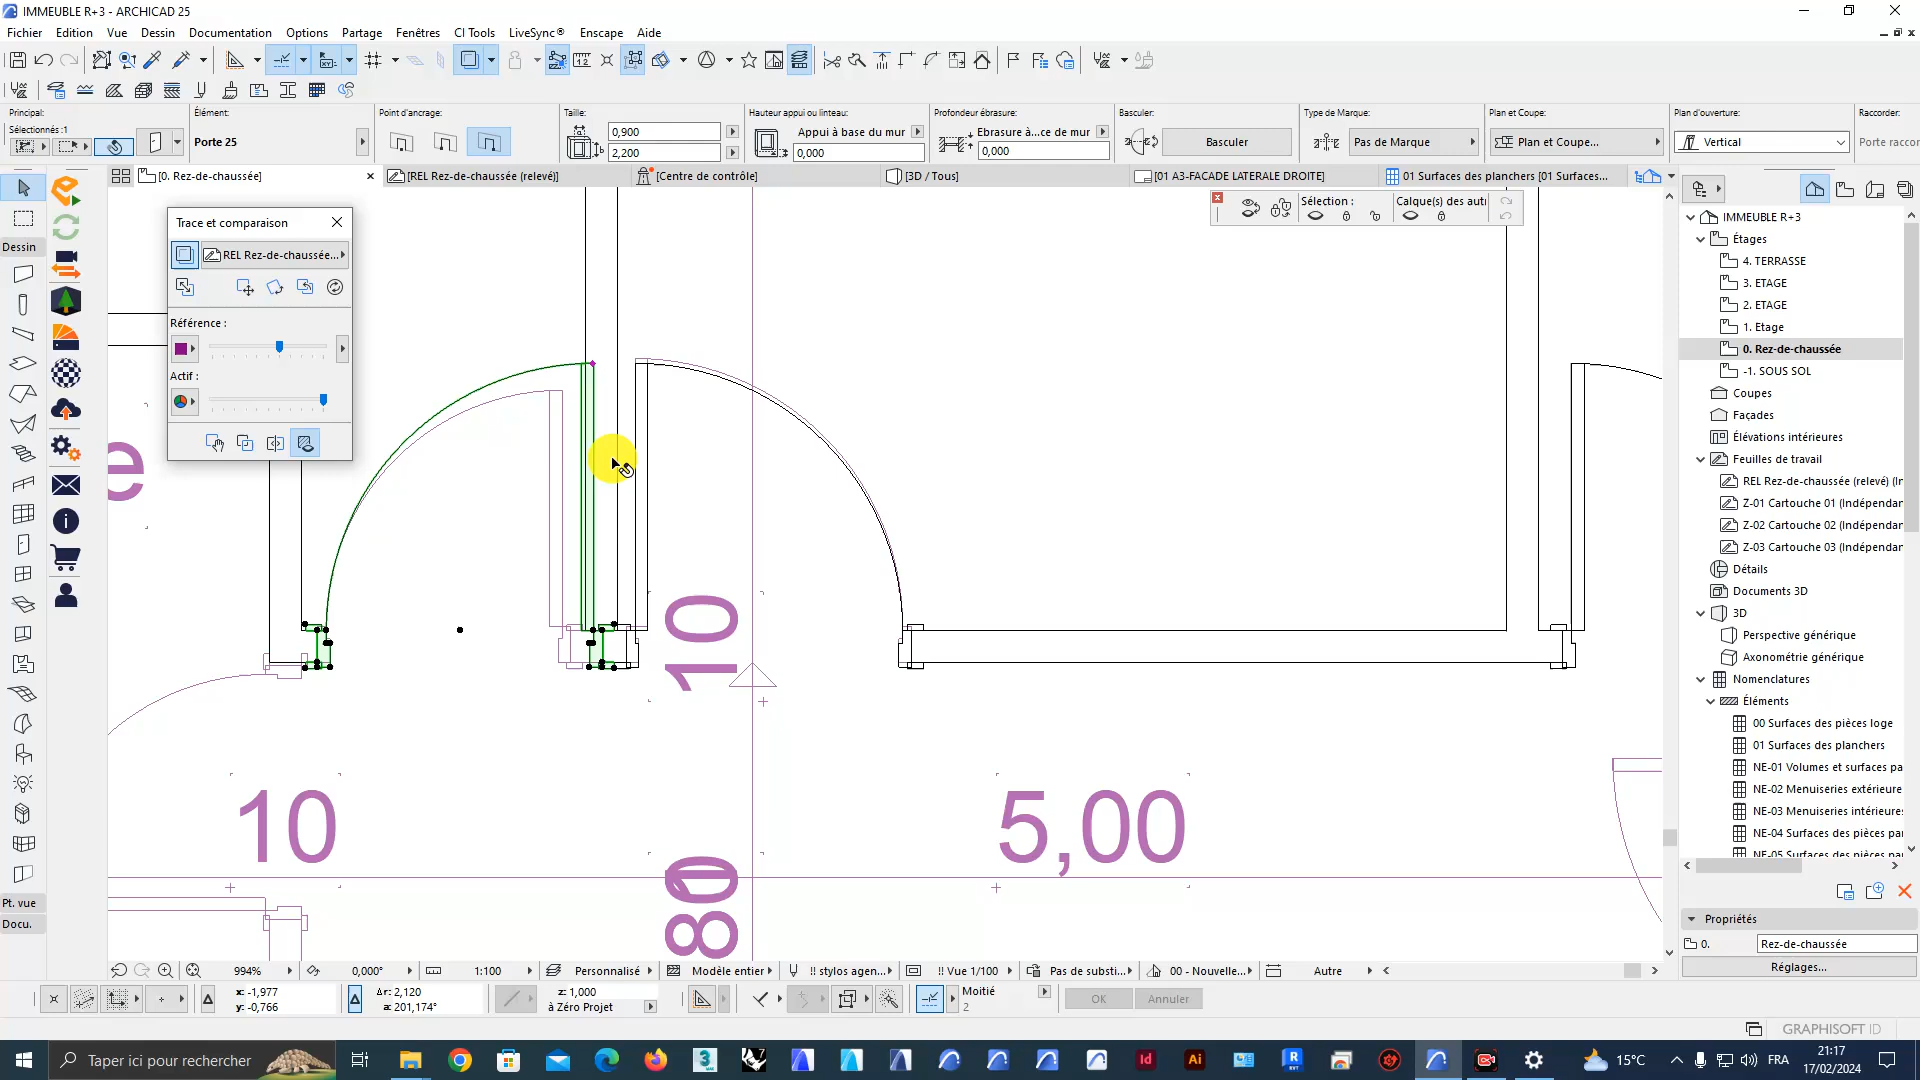 IMMEUBLE R+3 - ARCHICAD 25
Fichier Edition Vue Dessin Documentation Options Partage Fenêtres CI Tools LiveSync® Enscape Aide
Principal: Élément: Point d'ancrage: Taille: Hauteur appui ou linteau: Profondeur ébrasure: Basculer: Type de Marque: Plan et Coupe: Plan d'ouverture: Raccorder:
Sélectionnés :1
Porte 25
0,900
2,200
Appui à base du mur
0,000
Ebrasure à...ce de mur
0,000
Basculer
Pas de Marque
Plan et Coupe...
Vertical
Porte raccor
[0. Rez-de-chaussée]
[REL Rez-de-chaussée (relevé)]
[Centre de contrôle]
[3D / Tous]
[01 A3-FACADE LATERALE DROITE]
01 Surfaces des planchers [01 Surfaces...
Dessin
Pt. vue
Docu.
Trace et comparaison
REL Rez-de-chaussée...
Référence :
Actif :
Sélection :
Calque(s) des aut
e
10
10
5,00
80
IMMEUBLE R+3
Étages
4. TERRASSE
3. ETAGE
2. ETAGE
1. Etage
0. Rez-de-chaussée
-1. SOUS SOL
Coupes
Façades
Élévations intérieures
Feuilles de travail
REL Rez-de-chaussée (relevé) (In
Z-01 Cartouche 01 (Indépendar
Z-02 Cartouche 02 (Indépendar
Z-03 Cartouche 03 (Indépendar
Détails
Documents 3D
3D
Perspective générique
Axonométrie générique
Nomenclatures
Éléments
00 Surfaces des pièces loge
01 Surfaces des planchers
NE-01 Volumes et surfaces pa
NE-02 Menuiseries extérieure
NE-03 Menuiseries intérieures
NE-04 Surfaces des pièces par
NE-05 Surfaces des pièces par
Propriétés
0. Rez-de-chaussée
Réglages...
994% 0,000° 1:100 Personnalisé Modèle entier !! stylos agen... !! Vue 1/100 Pas de substi... 00 - Nouvelle... Autre
x: -1,977
y: -0,766
Δr: 2,120
a: 201,174°
z: 1,000
à Zéro Projet
Moitié
2
OK
Annuler
GRAPHISOFT ID
Taper ici pour rechercher
15°C
FRA
21:17
17/02/2024